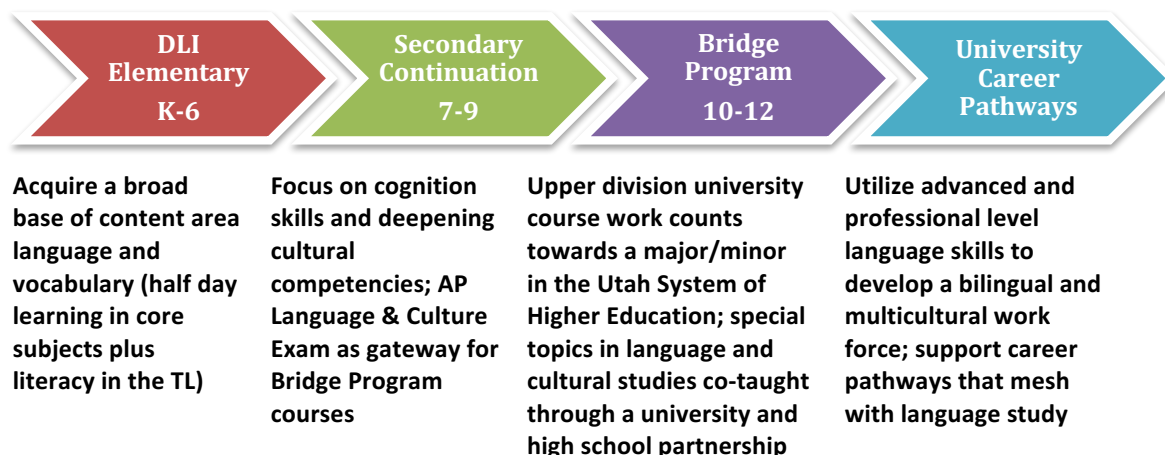 DLI
Elementary
K-6
Secondary
Continuation
7-9
Bridge
Program
10-12
University
Career
Pathways
Acquire a broad
base of content area
language and
vocabulary (half day
learning in core
subjects plus
literacy in the TL)
Focus on cognition
skills and deepening
cultural
competencies; AP
Language & Culture
Exam as gateway for
Bridge Program
courses
Upper division university
course work counts
towards a major/minor
in the Utah System of
Higher Education; special
topics in language and
cultural studies co-taught
through a university and
high school partnership
Utilize advanced and
professional level
language skills to
develop a bilingual and
multicultural work
force; support career
pathways that mesh
with language study